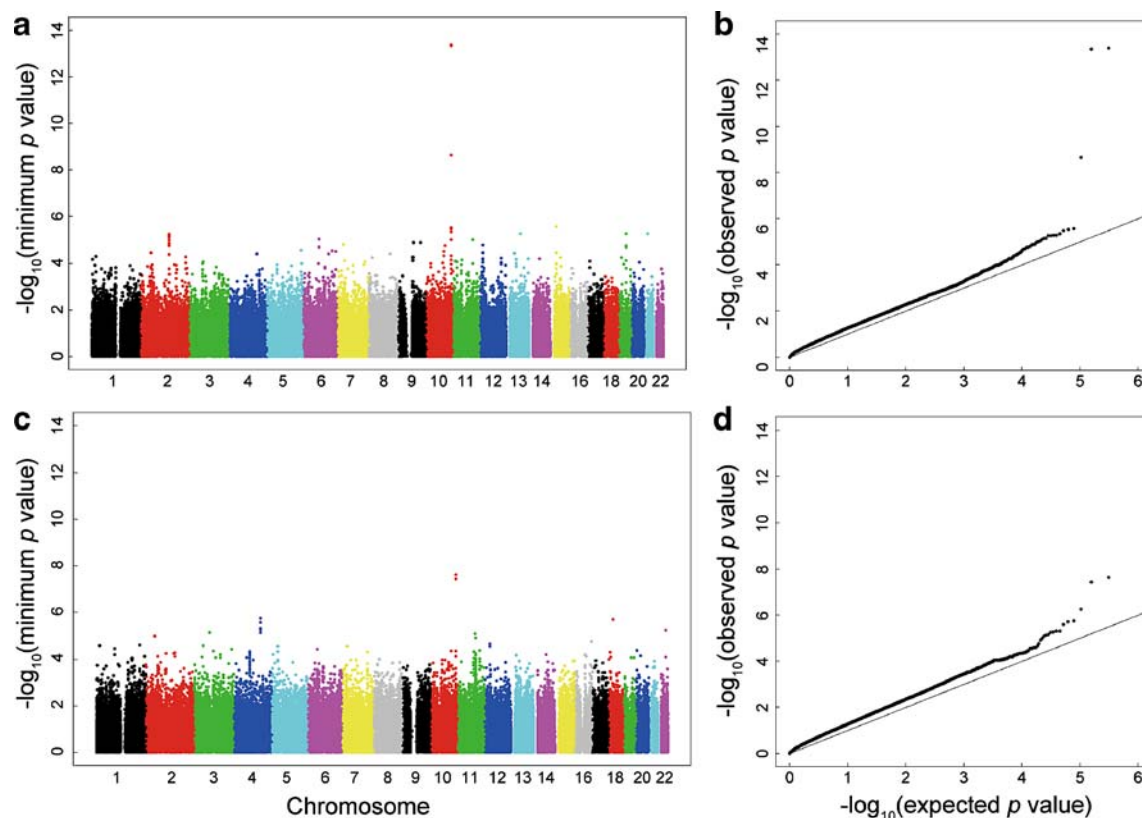 a
-log10(minimum p value)
0 2 4 6 8 10 12 14
1 2 3 4 5 6 7 8 9 10 11 12 13 14 16 18 20 22
b
-log10(observed p value)
0 2 4 6 8 10 12 14
0 1 2 3 4 5 6
c
-log10(minimum p value)
0 2 4 6 8 10 12 14
1 2 3 4 5 6 7 8 9 10 11 12 13 14 16 18 20 22
Chromosome
d
-log10(observed p value)
0 2 4 6 8 10 12 14
0 1 2 3 4 5 6
-log10(expected p value)